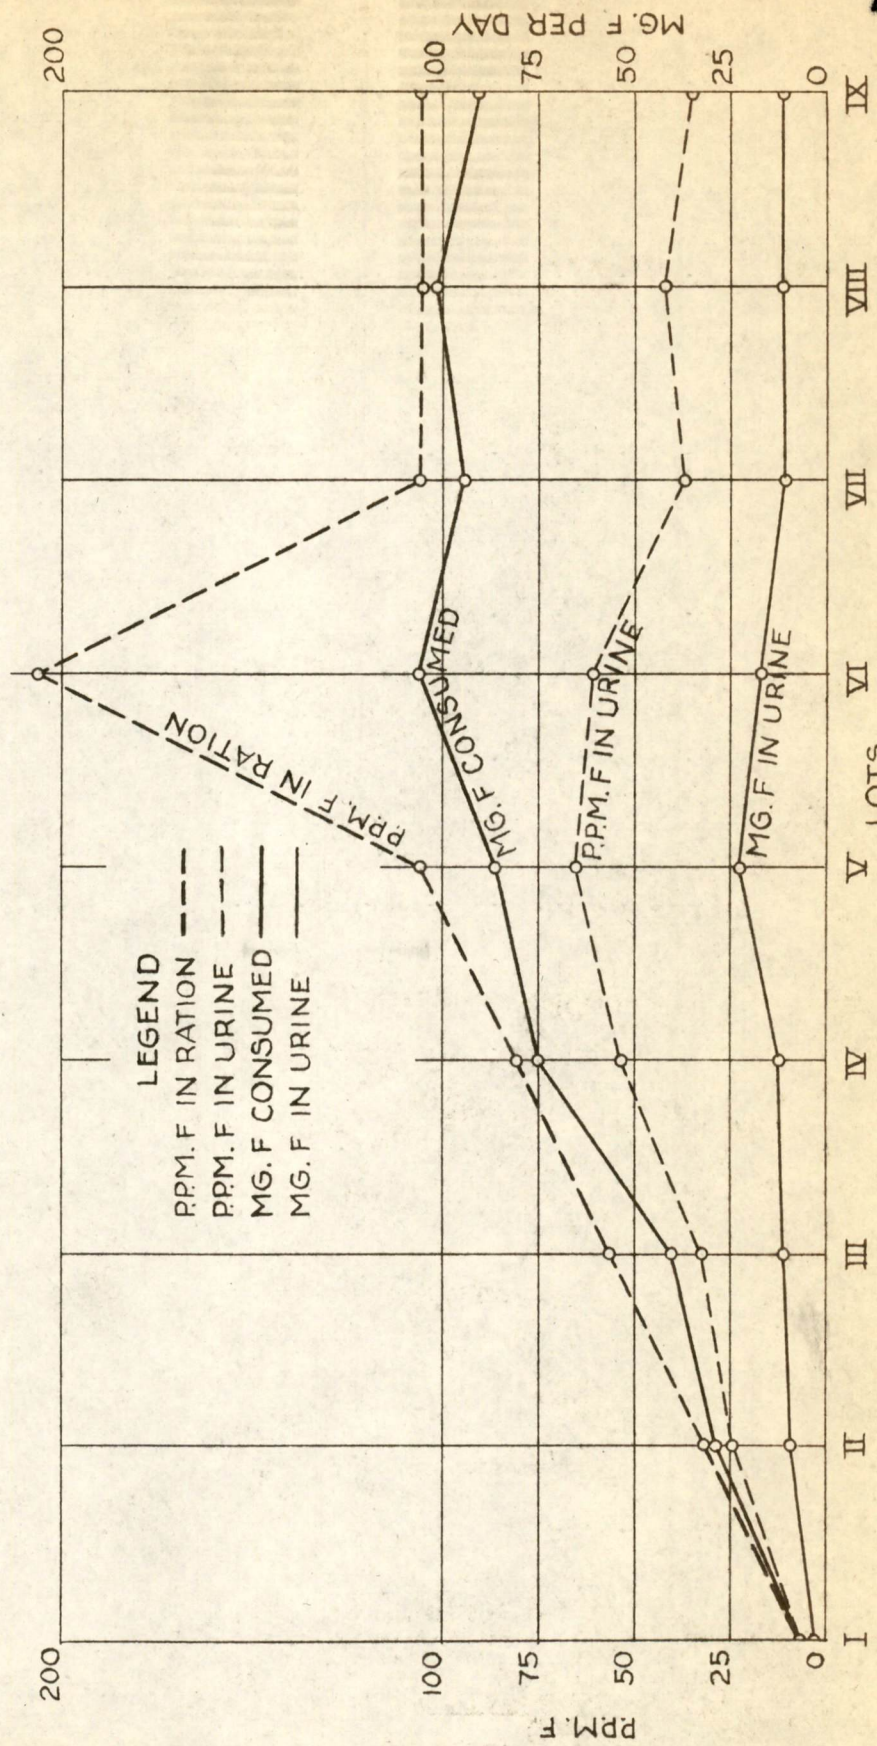 200
100
75
50
25
0
P.P.M. F
200
100
75
50
25
0
MG. F PER DAY
LEGEND
P.P.M. F IN RATION
P.P.M. F IN URINE
MG. F CONSUMED
MG. F IN URINE
P.P.M. F IN RATION
MG. F CONSUMED
P.P.M. F IN URINE
MG. F IN URINE
I II III IV V VI VII VIII IX
LOTS